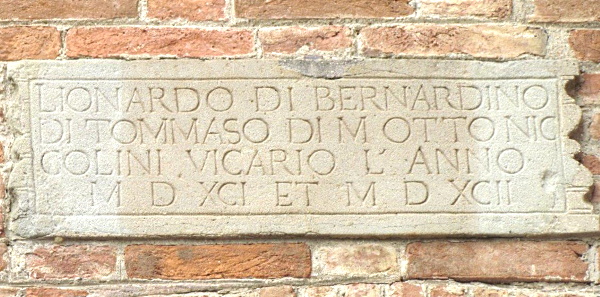 LIONARDO · DI BERNARDINO
DI TOMMASO DI M OTTO NIC
COLINI · VICARIO L' ANNO ·
M D XCI ET · M D XCII